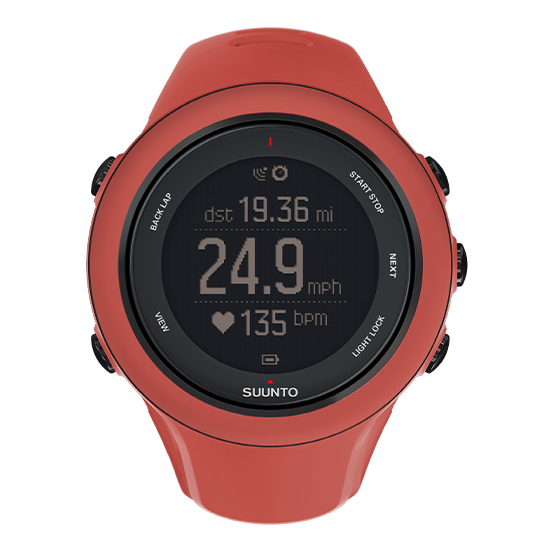 BACK LAP
START STOP
dst 19.36 mi
24.9 mph
NEXT
135 bpm
VIEW
LIGHT LOCK
SUUNTO